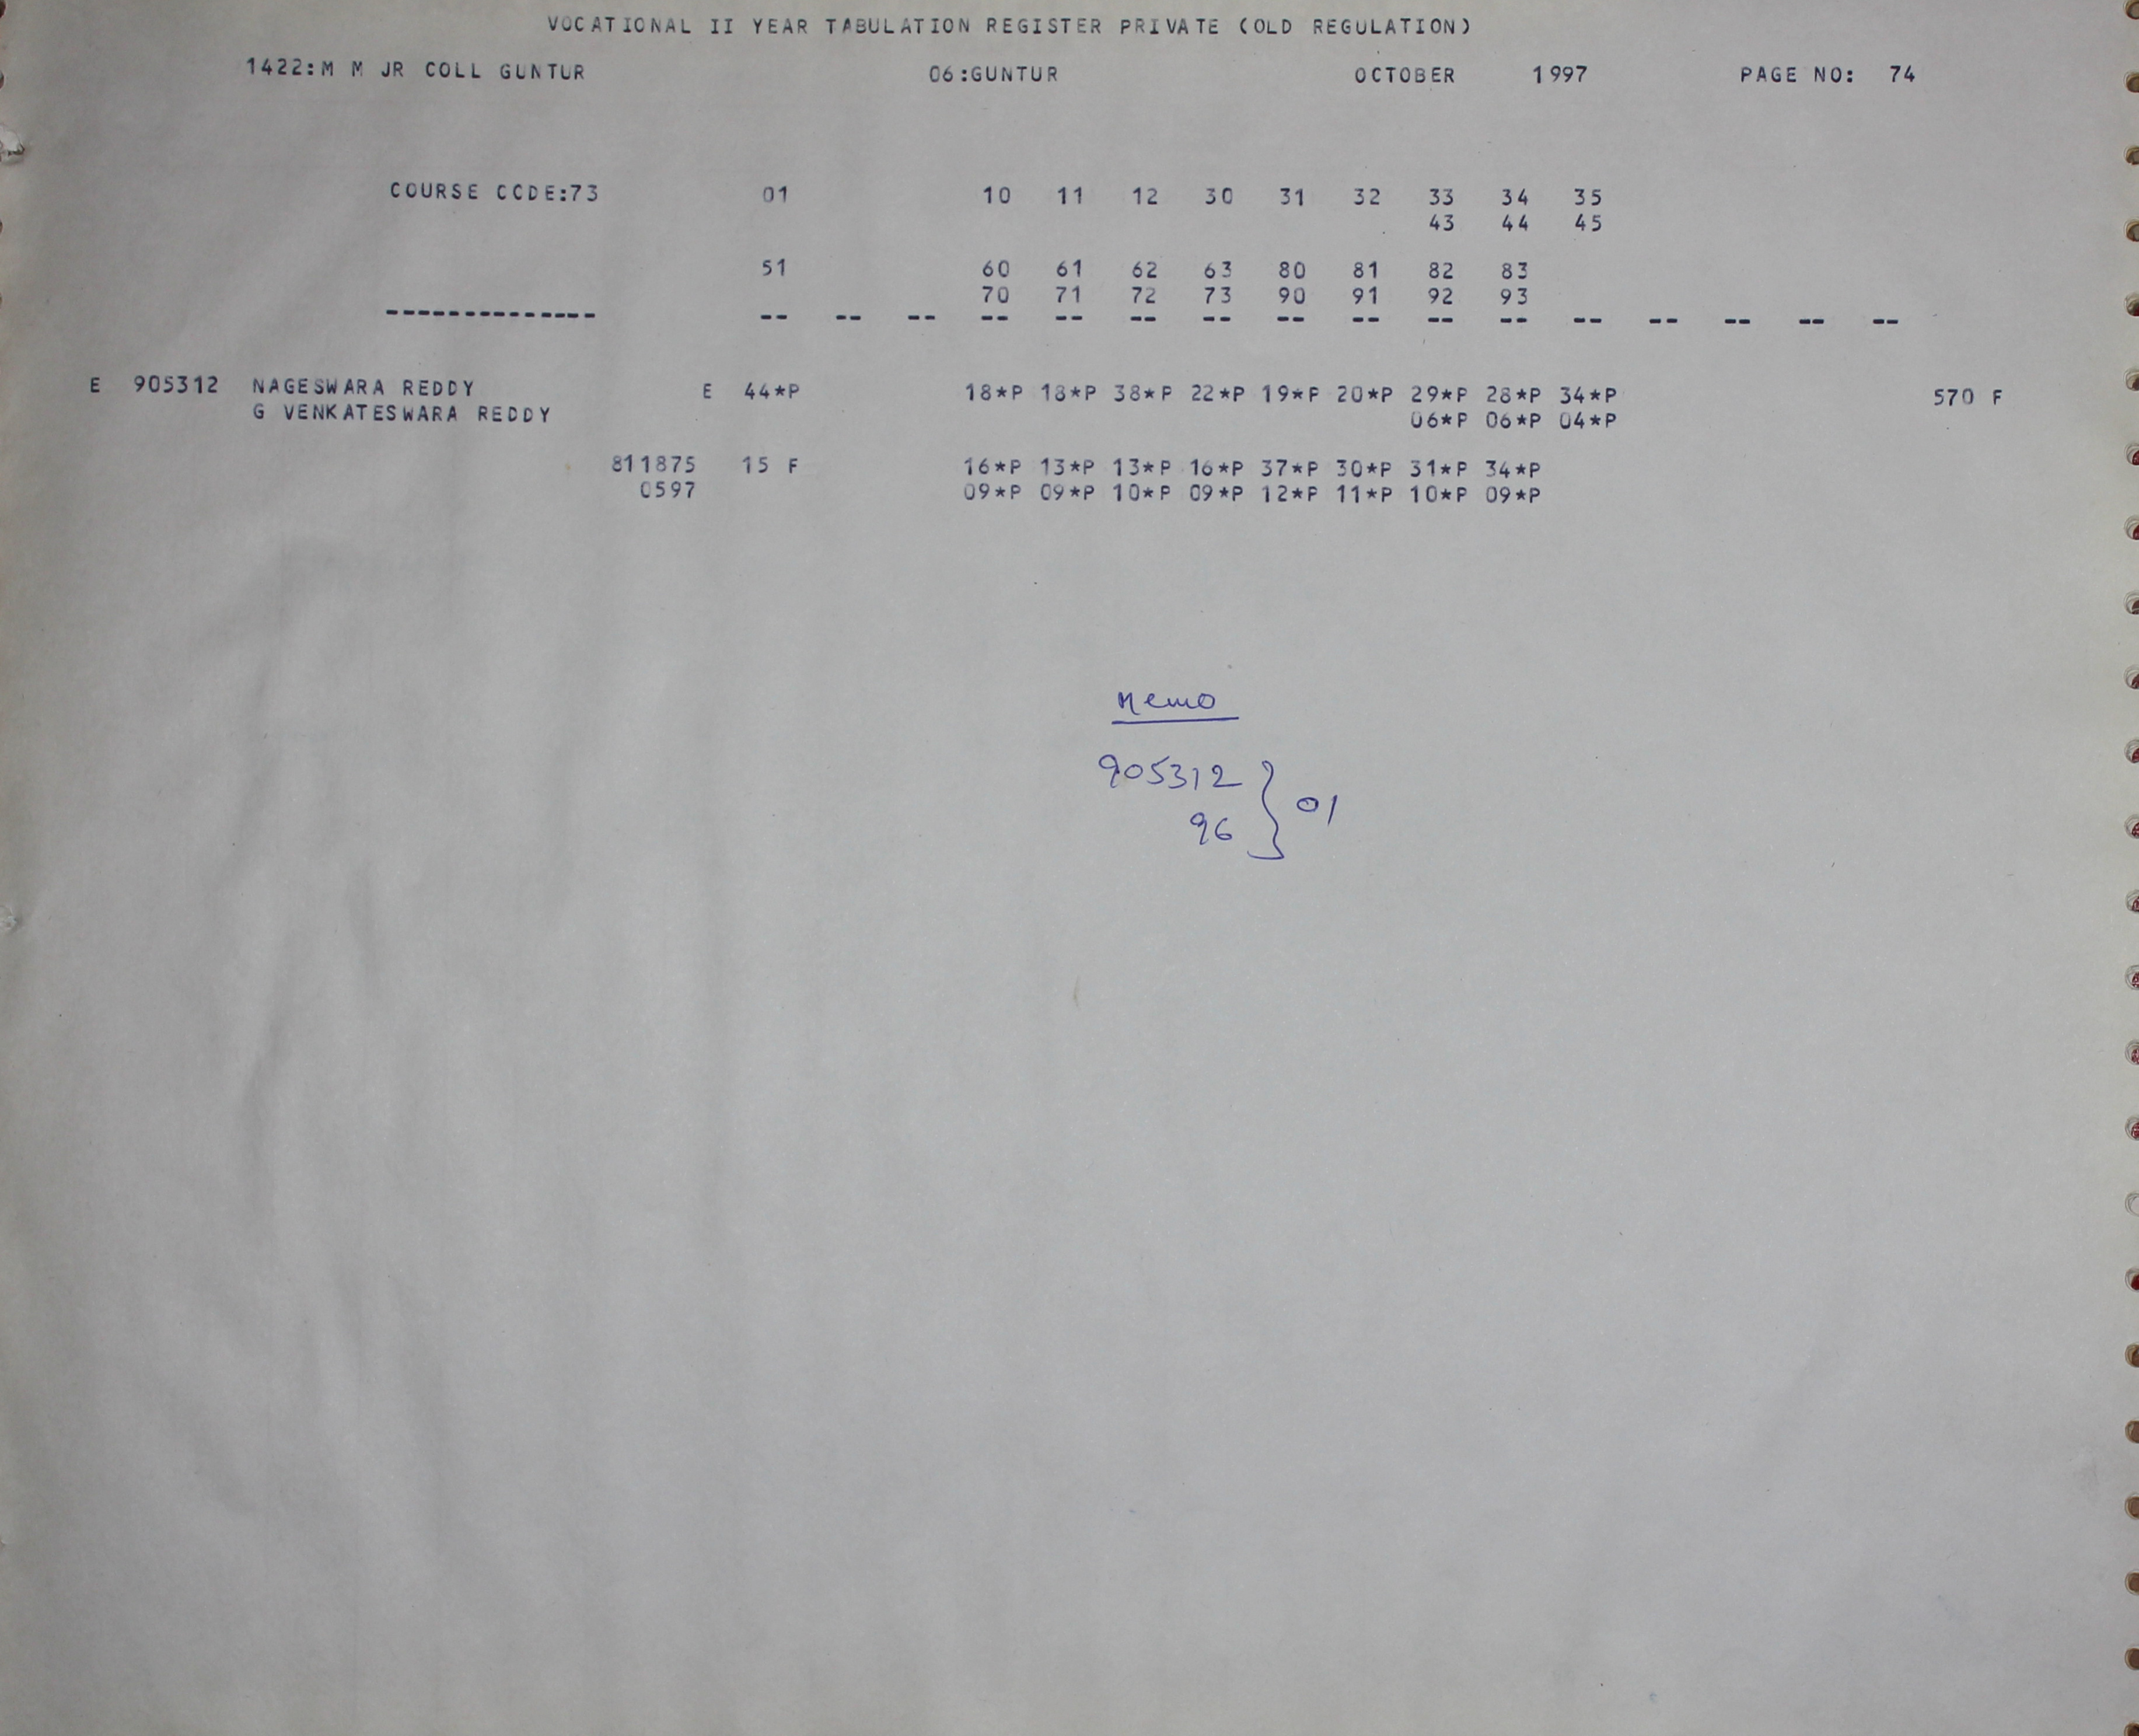 VOCATIONAL II YEAR TABULATION REGISTER PRIVATE (OLD REGULATION)
1422:M M JR COLL GUNTUR 06:GUNTUR OCTOBER 1997 PAGE NO: 74
COURSE CCDE:73 01 10 11 12 30 31 32 33 34 35
43 44 45
51 60 61 62 63 80 81 82 83
70 71 72 73 90 91 92 93
-------------- -- -- -- -- -- -- -- -- -- -- -- -- -- -- -- --
E 905312 NAGESWARA REDDY E 44*P 18*P 18*P 38*P 22*P 19*P 20*P 29*P 28*P 34*P 570 F
G VENKATESWARA REDDY 06*P 06*P 04*P
811875 15 F 16*P 13*P 13*P 16*P 37*P 30*P 31*P 34*P
0597 09*P 09*P 10*P 09*P 12*P 11*P 10*P 09*P
Memo
905312 } 01
96